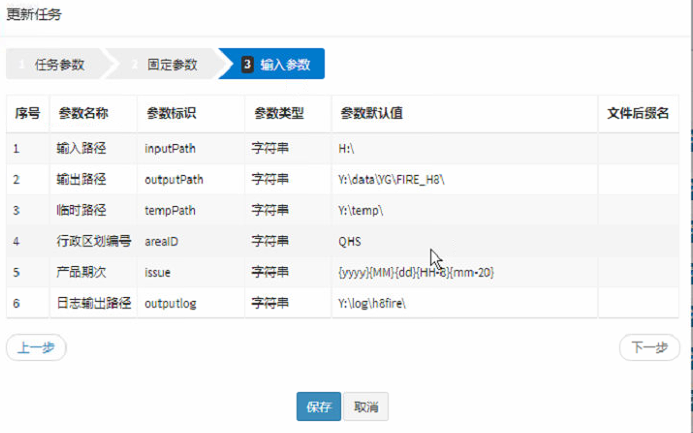 更新任务
1 任务参数 2 固定参数 3 输入参数
序号 参数名称 参数标识 参数类型 参数默认值 文件后缀名
1 输入路径 inputPath 字符串 H:\
2 输出路径 outputPath 字符串 Y:\data\YG\FIRE_H8\
3 临时路径 tempPath 字符串 Y:\temp\
4 行政区划编号 areaID 字符串 QHS
5 产品期次 issue 字符串 {yyyy}{MM}{dd}{HH-8}{mm-20}
6 日志输出路径 outputlog 字符串 Y:\log\h8fire\
上一步 下一步
保存 取消